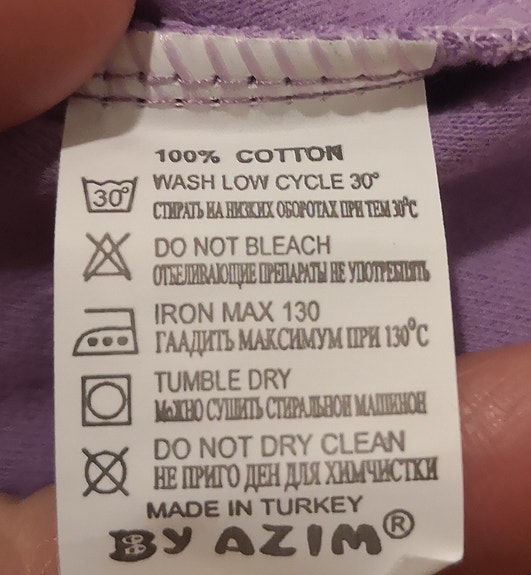 100% COTTON
30°
WASH LOW CYCLE 30°
СТИРАТЬ НА НИЗКИХ ОБОРОТАХ ПРИ ТЕМ 30°С
DO NOT BLEACH
ОТБЕЛИВАЮЩИЕ ПРЕПАРАТЫ НЕ УПОТРЕБЛЯТЬ
IRON MAX 130
ГААДИТЬ МАКСИМУМ ПРИ 130°С
TUMBLE DRY
МоЖНО СУШИТЬ СТИРАЛЬНОЙ МАШИНОЙ
DO NOT DRY CLEAN
НЕ ПРИГО ДЕН ДЛЯ ХИМЧИСТКИ
MADE IN TURKEY
BY AZIM®